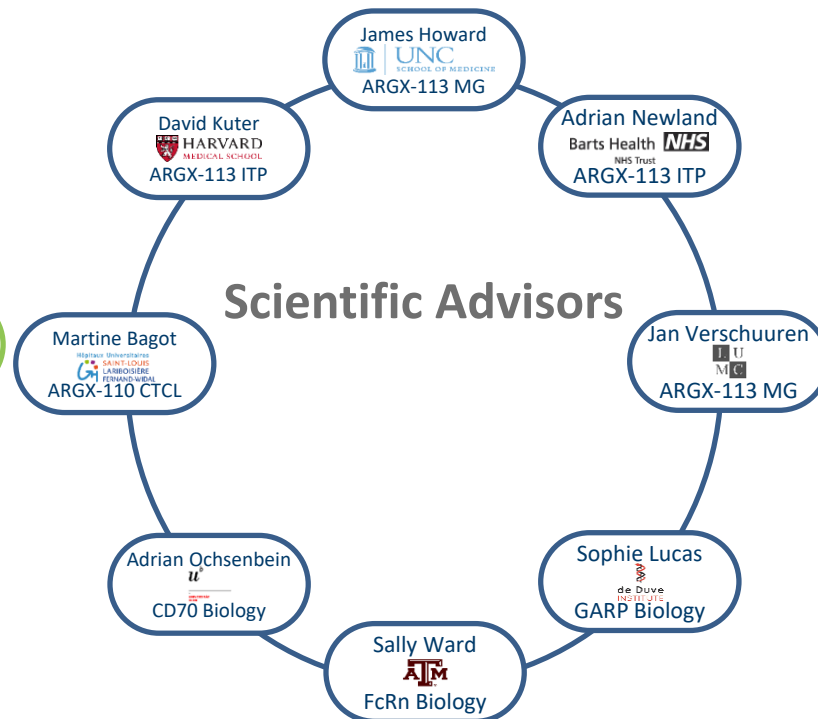 James Howard
UNC
SCHOOL OF MEDICINE
ARGX-113 MG
David Kuter
HARVARD
MEDICAL SCHOOL
ARGX-113 ITP
Adrian Newland
Barts Health NHS
NHS Trust
ARGX-113 ITP
Scientific Advisors
Martine Bagot
Hôpitaux Universitaires
SAINT-LOUIS
LARIBOISIÈRE
FERNAND-WIDAL
ARGX-110 CTCL
Jan Verschuuren
L U
M C
ARGX-113 MG
Adrian Ochsenbein
u
CD70 Biology
Sophie Lucas
de Duve
INSTITUTE
GARP Biology
Sally Ward
ATM
FcRn Biology